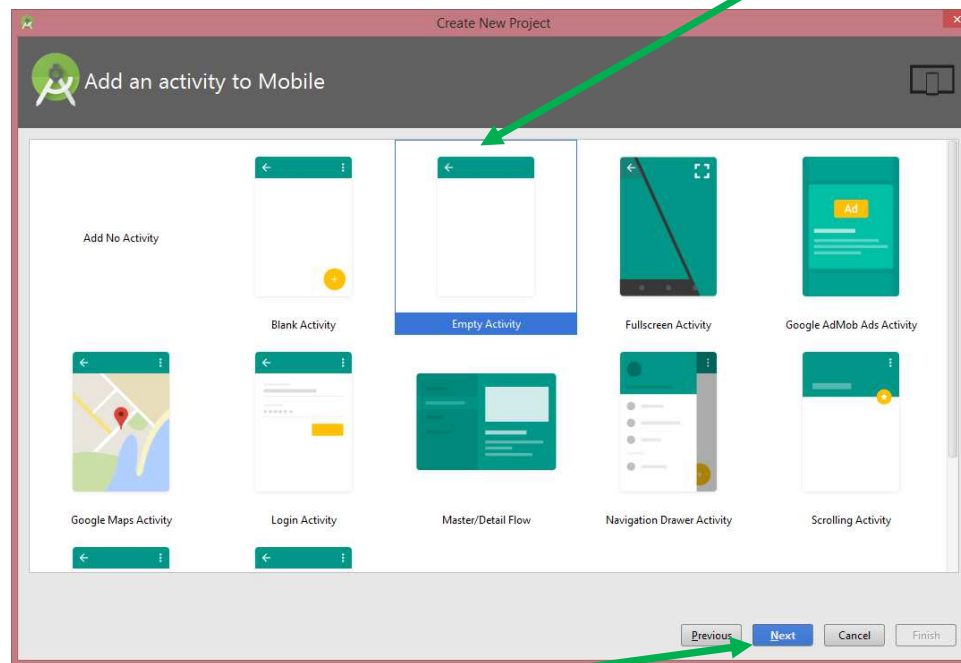 Create New Project
Add an activity to Mobile
Ad
Add No Activity
Blank Activity
Empty Activity
Fullscreen Activity
Google AdMob Ads Activity
Google Maps Activity
Login Activity
Master/Detail Flow
Navigation Drawer Activity
Scrolling Activity
Previous
Next
Cancel
Finish